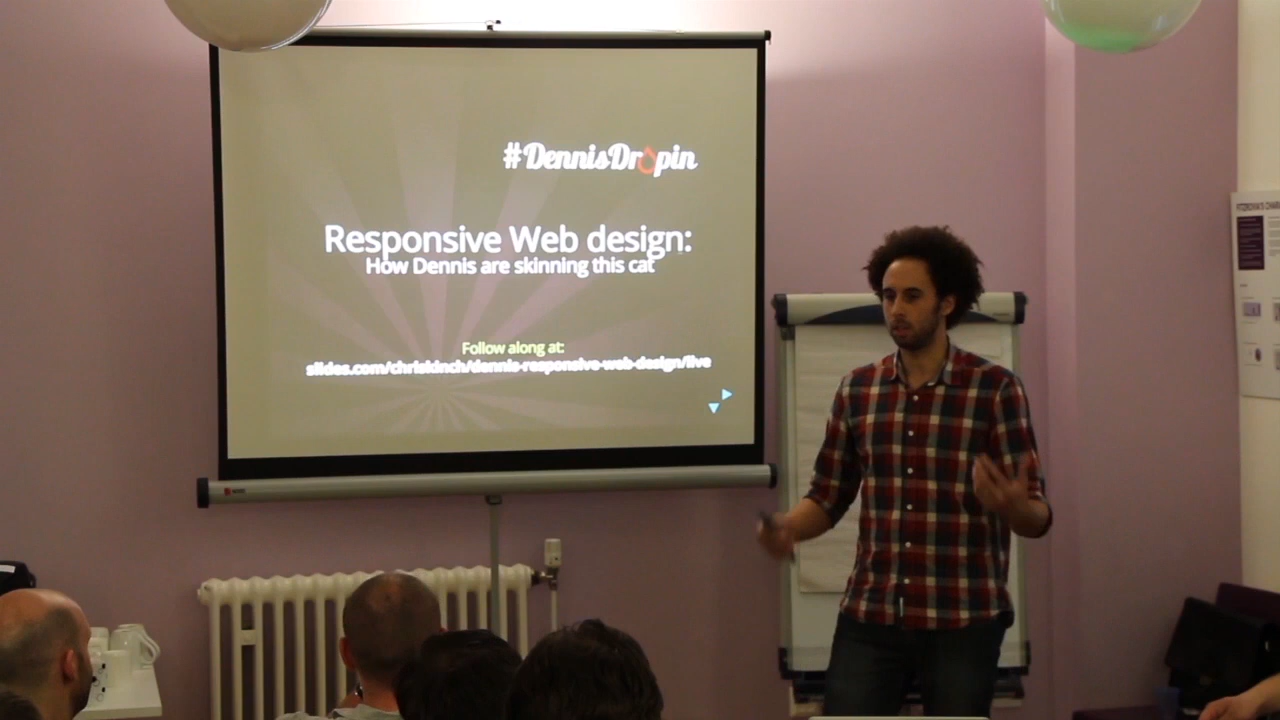 #DennisDropin
Responsive Web design:
How Dennis are skinning this cat
Follow along at:
slides.com/chriskinch/dennis-responsive-web-design/live